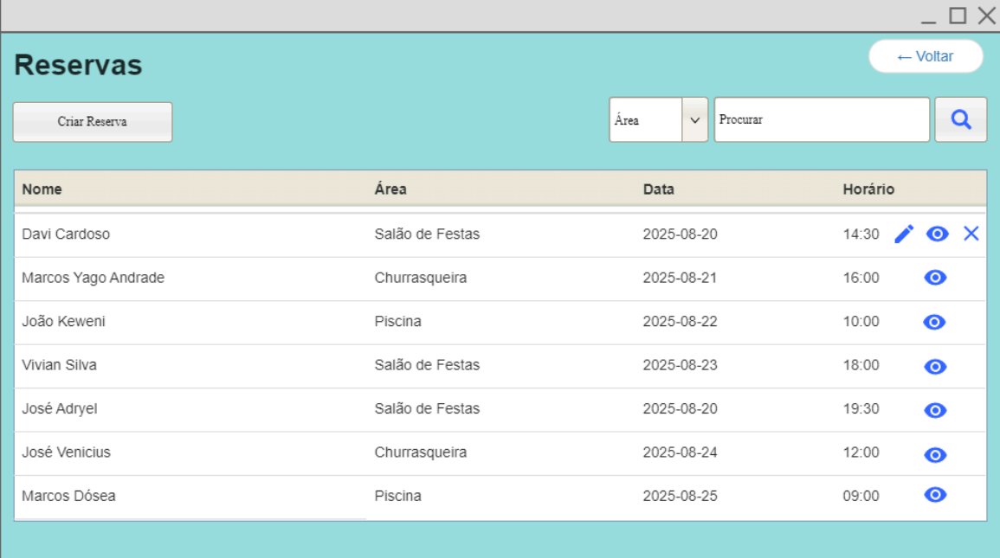 Reservas
← Voltar
Criar Reserva
Área
Procurar
Nome Área Data Horário
Davi Cardoso Salão de Festas 2025-08-20 14:30
Marcos Yago Andrade Churrasqueira 2025-08-21 16:00
João Keweni Piscina 2025-08-22 10:00
Vivian Silva Salão de Festas 2025-08-23 18:00
José Adryel Salão de Festas 2025-08-20 19:30
José Venicius Churrasqueira 2025-08-24 12:00
Marcos Dósea Piscina 2025-08-25 09:00